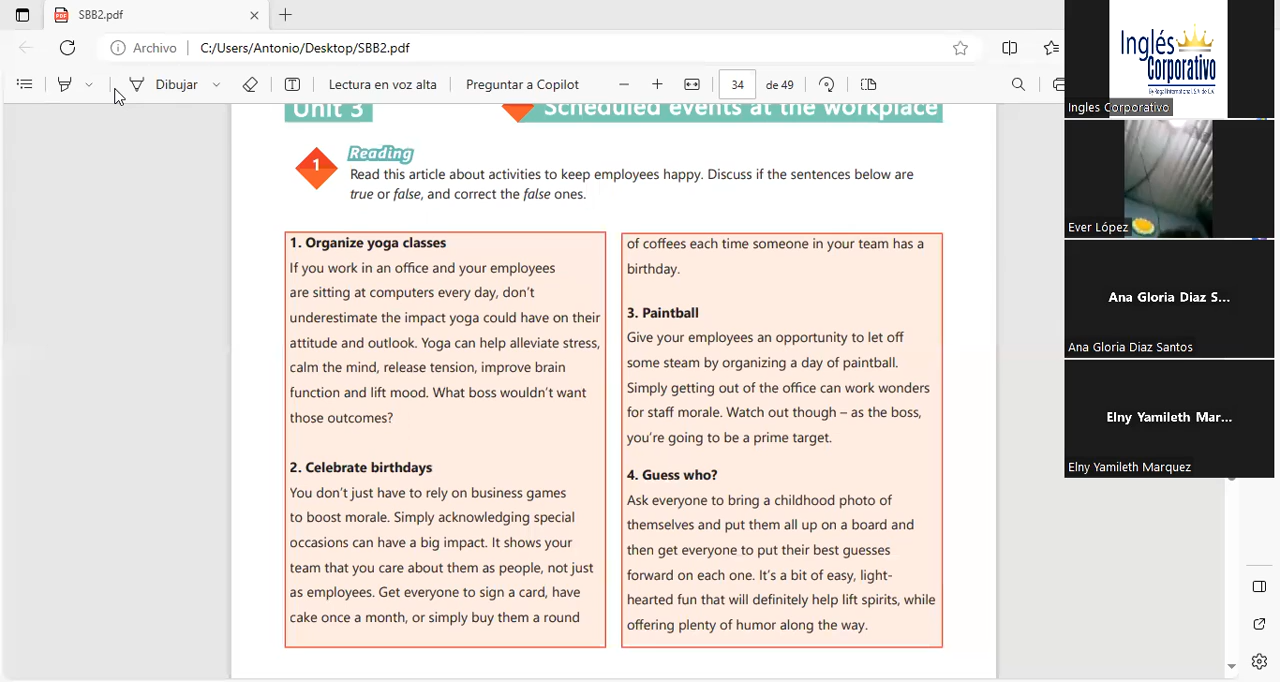 SBB2.pdf
Archivo
C:/Users/Antonio/Desktop/SBB2.pdf
Dibujar
Lectura en voz alta
Preguntar a Copilot
34
de 49
Unit 3
Scheduled events at the workplace
1
Reading
Read this article about activities to keep employees happy. Discuss if the sentences below are
true or false, and correct the false ones.
1. Organize yoga classes
If you work in an office and your employees
are sitting at computers every day, don't
underestimate the impact yoga could have on their
attitude and outlook. Yoga can help alleviate stress,
calm the mind, release tension, improve brain
function and lift mood. What boss wouldn't want
those outcomes?
2. Celebrate birthdays
You don't just have to rely on business games
to boost morale. Simply acknowledging special
occasions can have a big impact. It shows your
team that you care about them as people, not just
as employees. Get everyone to sign a card, have
cake once a month, or simply buy them a round
of coffees each time someone in your team has a
birthday.
3. Paintball
Give your employees an opportunity to let off
some steam by organizing a day of paintball.
Simply getting out of the office can work wonders
for staff morale. Watch out though – as the boss,
you're going to be a prime target.
4. Guess who?
Ask everyone to bring a childhood photo of
themselves and put them all up on a board and
then get everyone to put their best guesses
forward on each one. It's a bit of easy, light-
hearted fun that will definitely help lift spirits, while
offering plenty of humor along the way.
Inglés
Corporativo
Ingles Corporativo
Ever López
Ana Gloria Diaz S...
Ana Gloria Diaz Santos
Elny Yamileth Mar...
Elny Yamileth Marquez